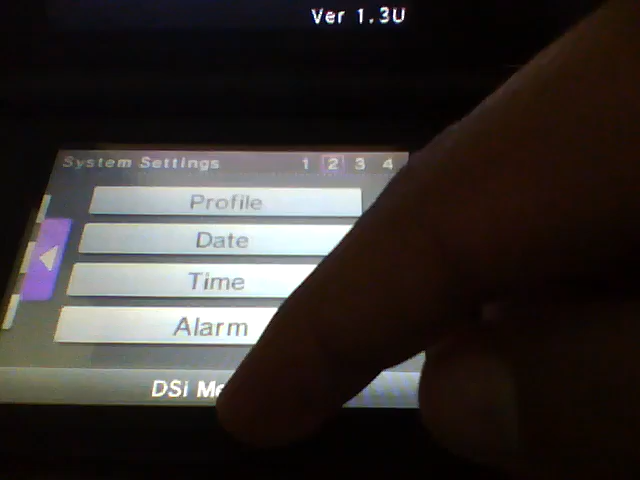 Ver 1.3U
System Settings 1 2 3 4
Profile
Date
Time
Alarm
DSi